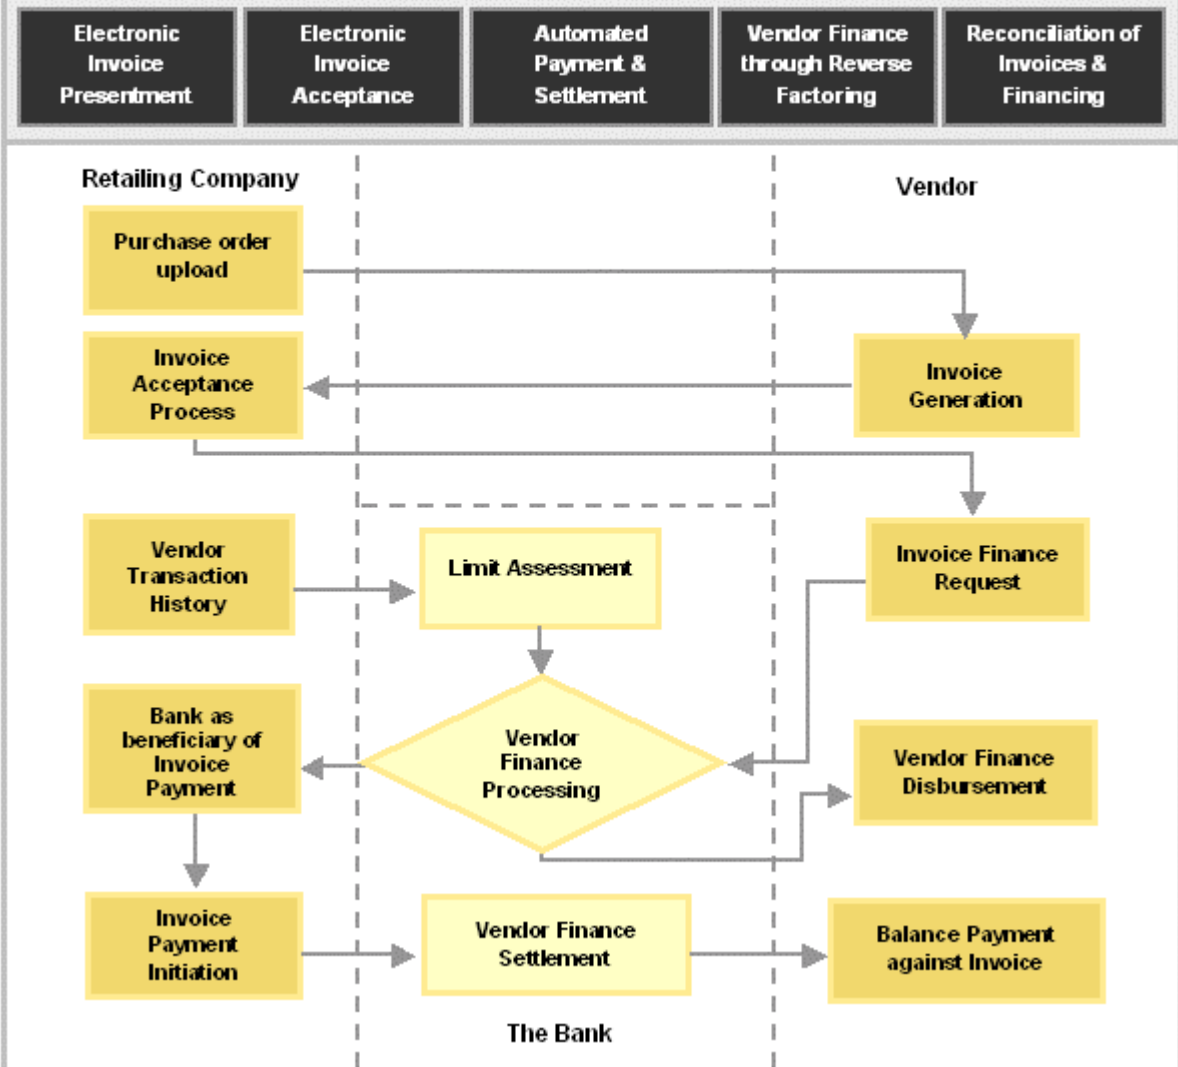 Electronic
Invoice
Presentment
Electronic
Invoice
Acceptance
Automated
Payment &
Settlement
Vendor Finance
through Reverse
Factoring
Reconciliation of
Invoices &
Financing
Retailing Company
Vendor
Purchase order
upload
Invoice
Acceptance
Process
Invoice
Generation
Vendor
Transaction
History
Limit Assessment
Invoice Finance
Request
Bank as
beneficiary of
Invoice
Payment
Vendor
Finance
Processing
Vendor Finance
Disbursement
Invoice
Payment
Initiation
Vendor Finance
Settlement
Balance Payment
against Invoice
The Bank